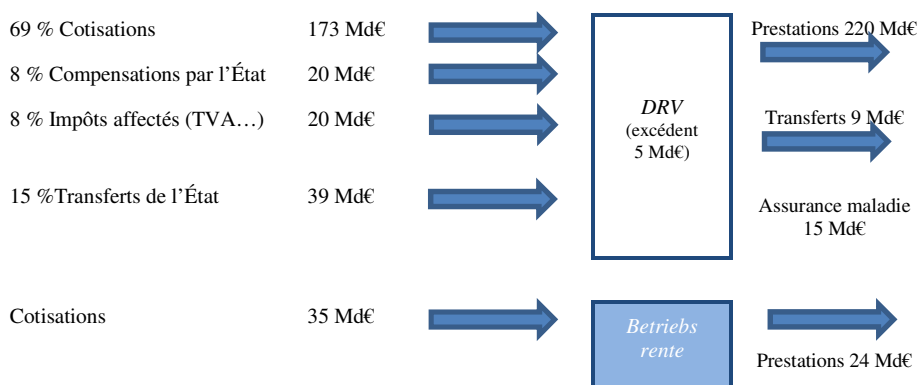 69 % Cotisations 173 Md€ Prestations 220 Md€
8 % Compensations par l’État 20 Md€
8 % Impôts affectés (TVA…) 20 Md€ DRV Transferts 9 Md€
(excédent
5 Md€)
15 %Transferts de l’État 39 Md€ Assurance maladie
15 Md€
Cotisations 35 Md€ Betriebs
rente
Prestations 24 Md€